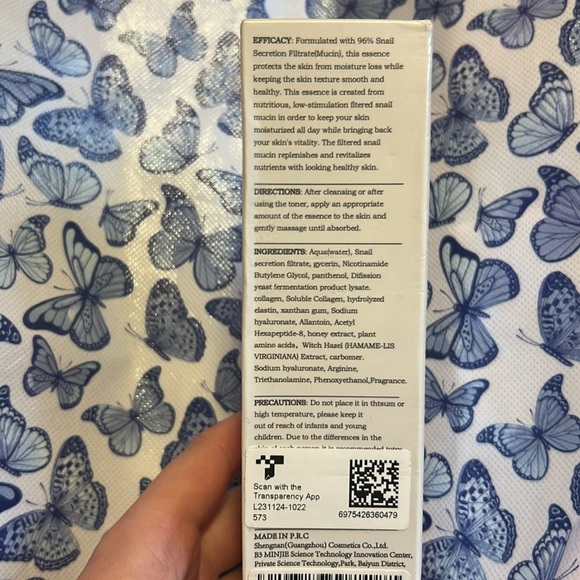 EFFICACY: Formulated with 96% Snail
Secretion Filtrate(Mucin), this essence
protects the skin from moisture loss while
keeping the skin texture smooth and
healthy. This essence is created from
nutritious, low-stimulation fitered snail
mucin in order to keep your skin
moisturized all day while bringing back
your skin's vitality. The filtered snail
mucin replenishes and revitalizes
nutrients with looking healthy skin.
DIRECTIONS: After cleansing or after
using the toner, apply an appropriate
amount of the essence to the skin and
gently massage until absorbed.
INGREDIENTS: Aqua(water), Snail
secretion filtrate, gycerin, Nicotinamide
Butylene Glycol, panthenol, Difission
yeast fermentation product lysate.
collagen, Soluble Collagen, hydrolyzed
elastin, xanthan gum, Sodium
hyaluronate, Allantoin, Acetyl
Hexapeptide-8, honey extract, plant
amino acids, Witch Hazel (HAMAME-LIS
VIRGINIANA) Extract, carbomer.
Sodium hyaluronate, Arginine,
Triethanolamine, Phenoxyethanol,Fragrance.
PRECAUTIONS: Do not place it in thtsum or
high temperature, please keep it
out of reach of infants and young
children. Due to the differences in the
Scan with the
Transparency App
L231124-1022
573
6975426360479
MADE IN P.R.C
Shengnan(Guangzhou) Cosmetics Co.,Ltd.
B3 MINJIE Science Technology Innovation Center,
Private Science Technology,Park, Baiyun District,